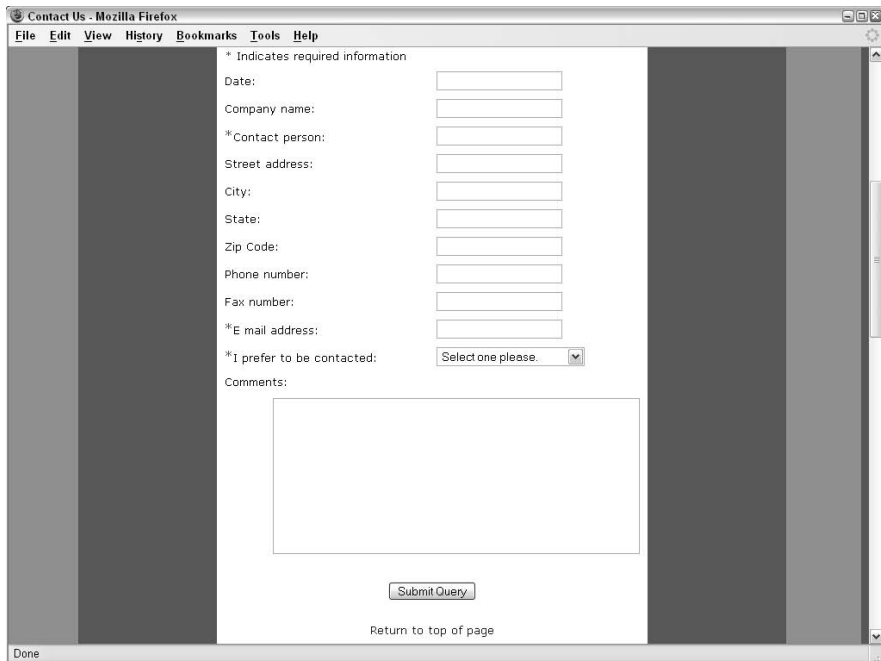 Contact Us - Mozilla Firefox
File Edit View History Bookmarks Tools Help
* Indicates required information
Date:
Company name:
*Contact person:
Street address:
City:
State:
Zip Code:
Phone number:
Fax number:
*E mail address:
*I prefer to be contacted: Select one please.
Comments:
Submit Query
Return to top of page
Done